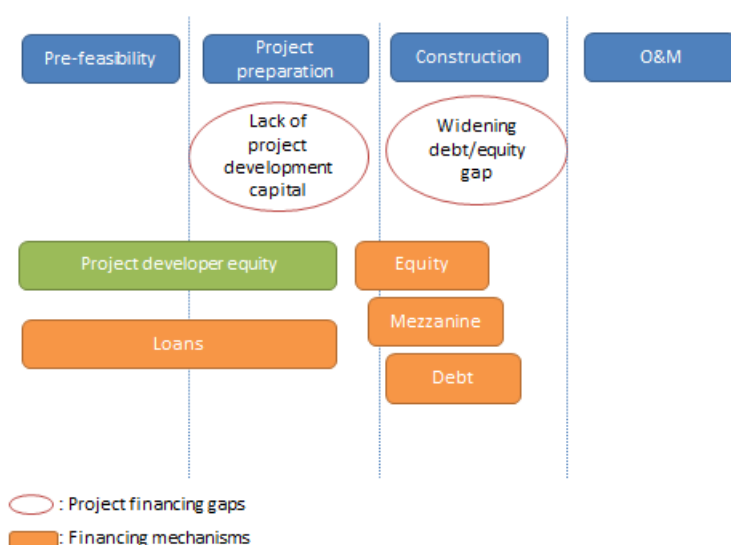 Pre-feasibility
Project
preparation
Construction
O&M
Lack of
project
development
capital
Widening
debt/equity
gap
Project developer equity
Equity
Loans
Mezzanine
Debt
: Project financing gaps
: Financing mechanisms